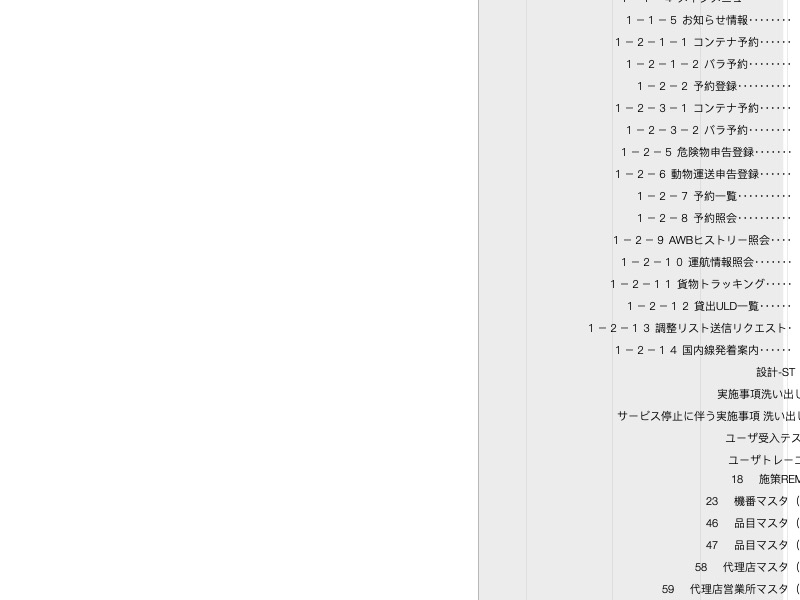 1－1－5 お知らせ情報････････
1－2－1－1 コンテナ予約･･････
1－2－1－2 バラ予約････････
1－2－2 予約登録･･････････
1－2－3－1 コンテナ予約･･････
1－2－3－2 バラ予約････････
1－2－5 危険物申告登録･･･････
1－2－6 動物運送申告登録･･････
1－2－7 予約一覧･･････････
1－2－8 予約照会･･････････
1－2－9 AWBヒストリー照会････
1－2－10 運航情報照会･･･････
1－2－11 貨物トラッキング･････
1－2－12 貸出ULD一覧･･････
1－2－13 調整リスト送信リクエスト･
1－2－14 国内線発着案内･･････
設計-ST
実施事項洗い出し
サービス停止に伴う実施事項 洗い出し
ユーザ受入テス
ユーザトレーニ
18 施策REM
23 機番マスタ（
46 品目マスタ（
47 品目マスタ（
58 代理店マスタ（
59 代理店営業所マスタ（